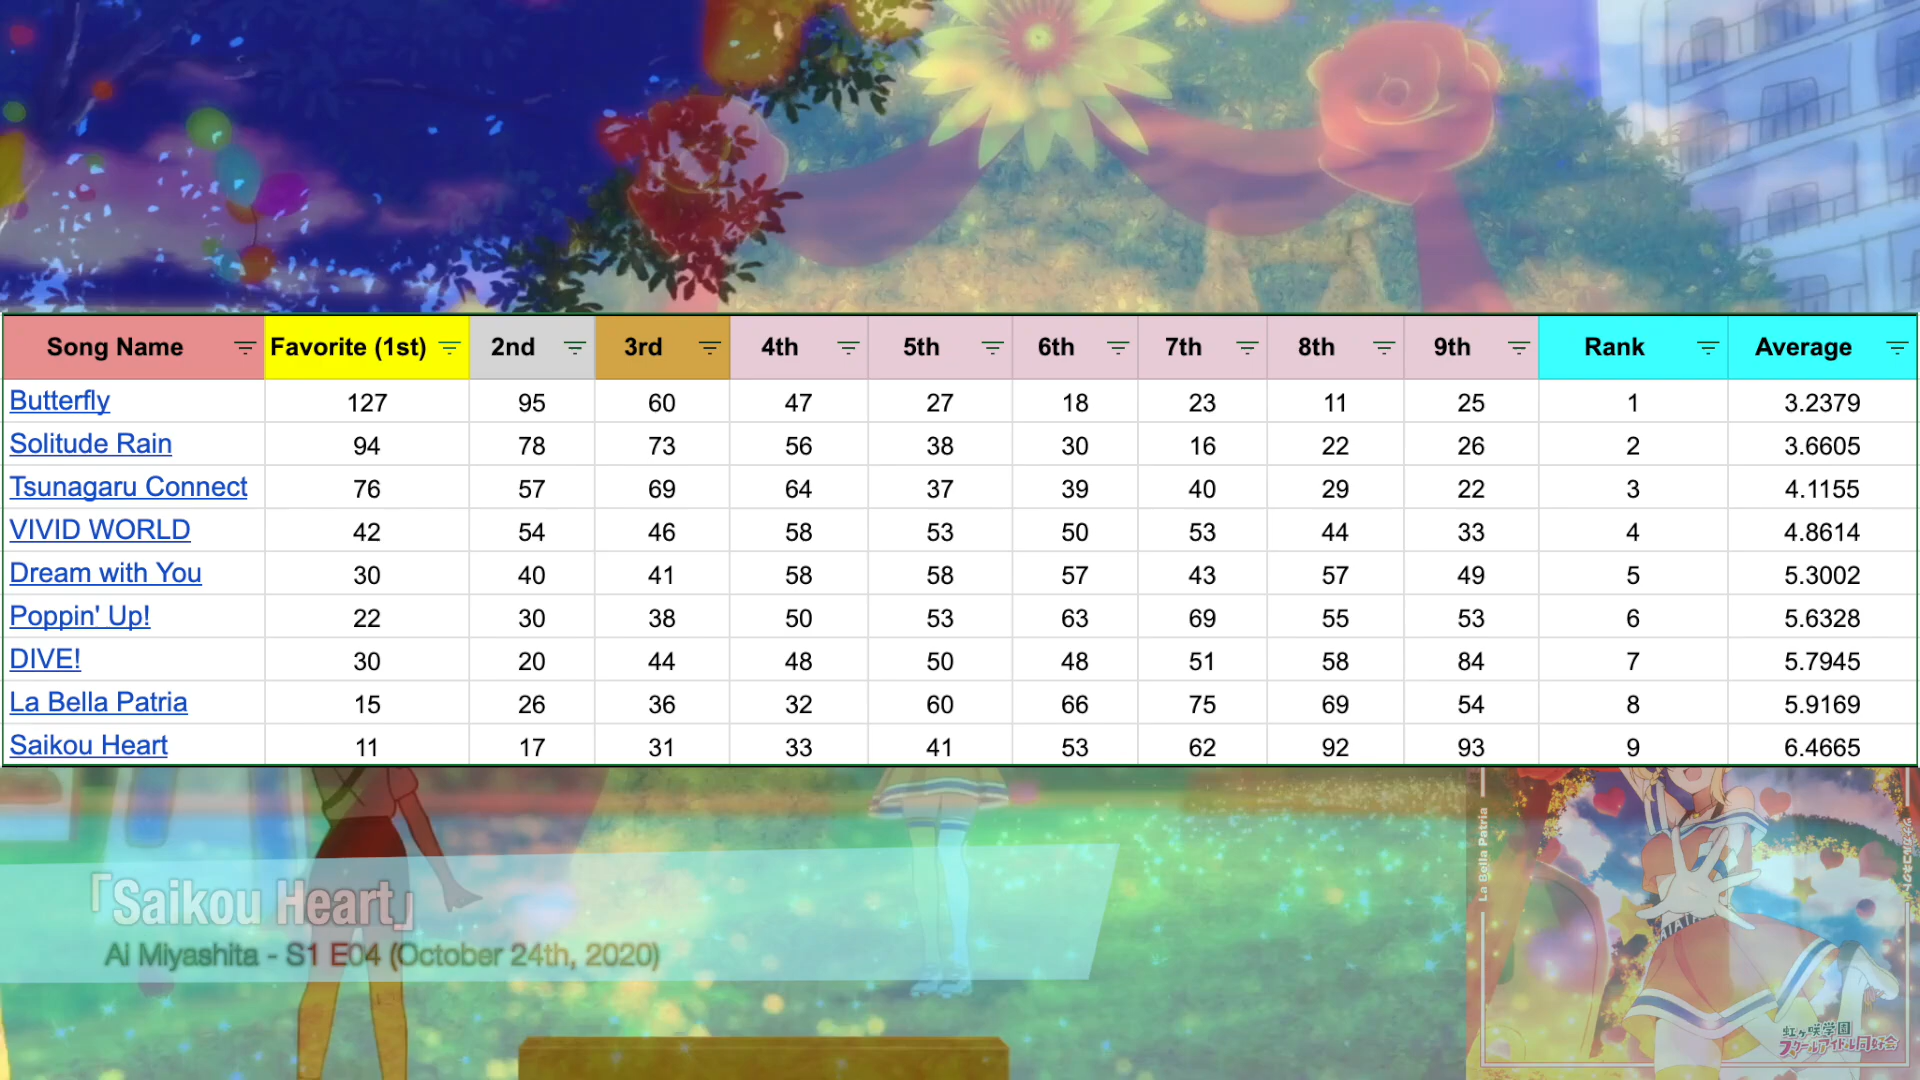 Song Name Favorite (1st) 2nd 3rd 4th 5th 6th 7th 8th 9th Rank Average
Butterfly 127 95 60 47 27 18 23 11 25 1 3.2379
Solitude Rain 94 78 73 56 38 30 16 22 26 2 3.6605
Tsunagaru Connect 76 57 69 64 37 39 40 29 22 3 4.1155
VIVID WORLD 42 54 46 58 53 50 53 44 33 4 4.8614
Dream with You 30 40 41 58 58 57 43 57 49 5 5.3002
Poppin' Up! 22 30 38 50 53 63 69 55 53 6 5.6328
DIVE! 30 20 44 48 50 48 51 58 84 7 5.7945
La Bella Patria 15 26 36 32 60 66 75 69 54 8 5.9169
Saikou Heart 11 17 31 33 41 53 62 92 93 9 6.4665
「Saikou Heart」
Ai Miyashita - S1 E04 (October 24th, 2020)
La Bella Patria
ツナガルコネクト
虹ヶ咲学園
スクールアイドル同好会